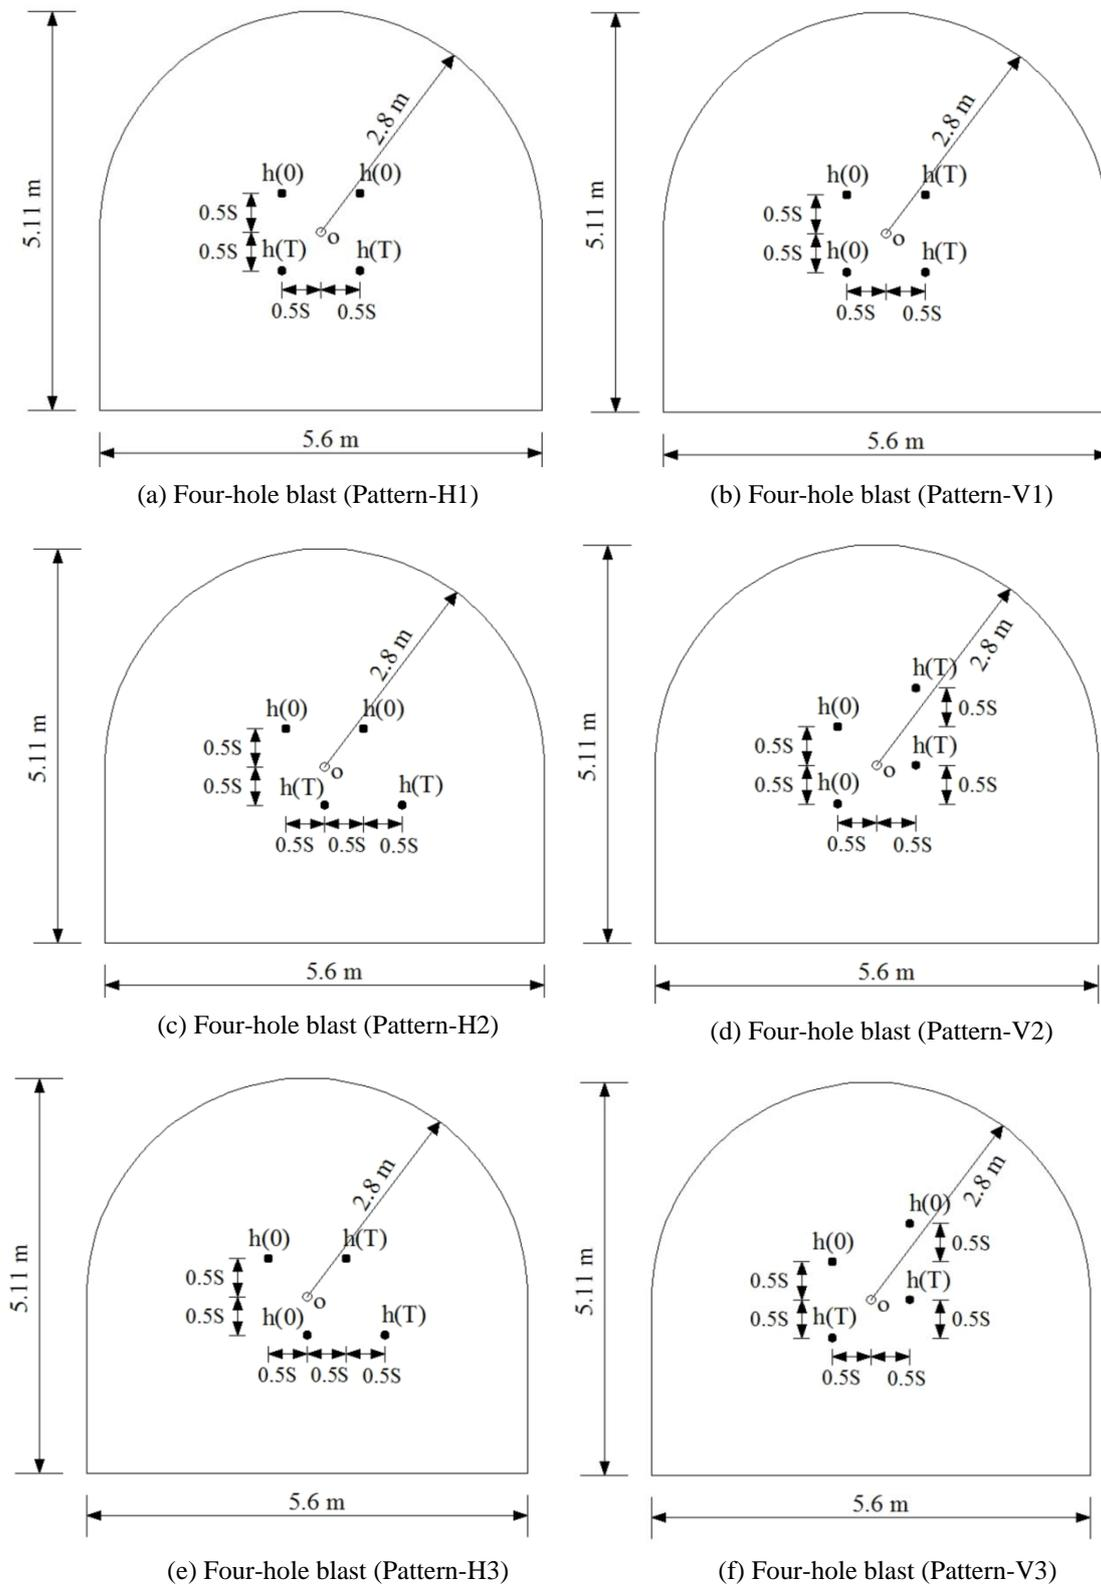 5.11 m
2.8 m
h(0) h(0)
0.5S
o
0.5S
h(T) h(T)
0.5S 0.5S
5.6 m
(a) Four-hole blast (Pattern-H1)
5.11 m
2.8 m
h(0) h(T)
0.5S
o
0.5S
h(0) h(T)
0.5S 0.5S
5.6 m
(b) Four-hole blast (Pattern-V1)
5.11 m
2.8 m
h(0) h(0)
0.5S
o
0.5S
h(T) h(T)
0.5S 0.5S 0.5S
5.6 m
(c) Four-hole blast (Pattern-H2)
5.11 m
2.8 m
h(T)
h(0)
0.5S
0.5S
h(T)
o
0.5S
h(0)
0.5S
0.5S 0.5S
5.6 m
(d) Four-hole blast (Pattern-V2)
5.11 m
2.8 m
h(0) h(T)
0.5S
o
0.5S
h(0) h(T)
0.5S 0.5S 0.5S
5.6 m
(e) Four-hole blast (Pattern-H3)
5.11 m
2.8 m
h(0)
h(0)
0.5S
0.5S
h(T)
o
0.5S
h(T)
0.5S
0.5S 0.5S
5.6 m
(f) Four-hole blast (Pattern-V3)